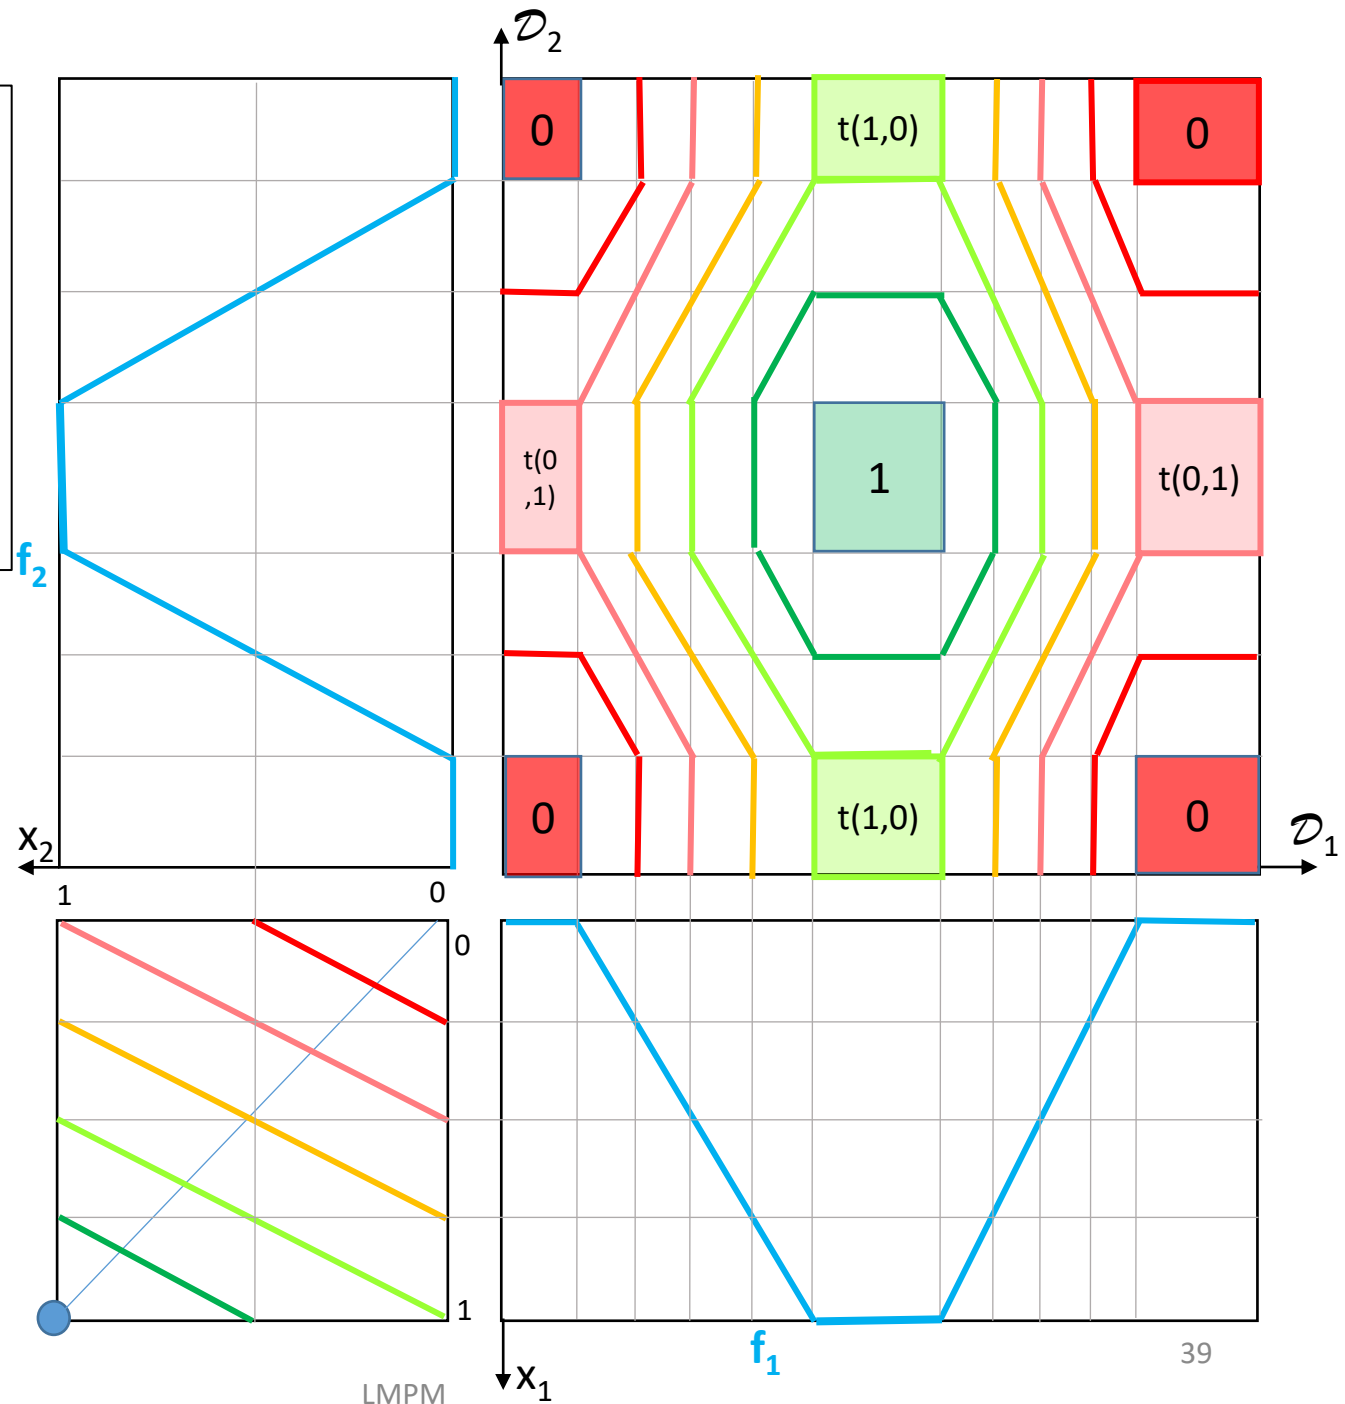 𝒟₂
0 t(1,0) 0
t(0
,1)
1 t(0,1)
f₂
0 t(1,0) 0
x₂
𝒟₁
1 0
0
1
f₁
x₁
39
LMPM